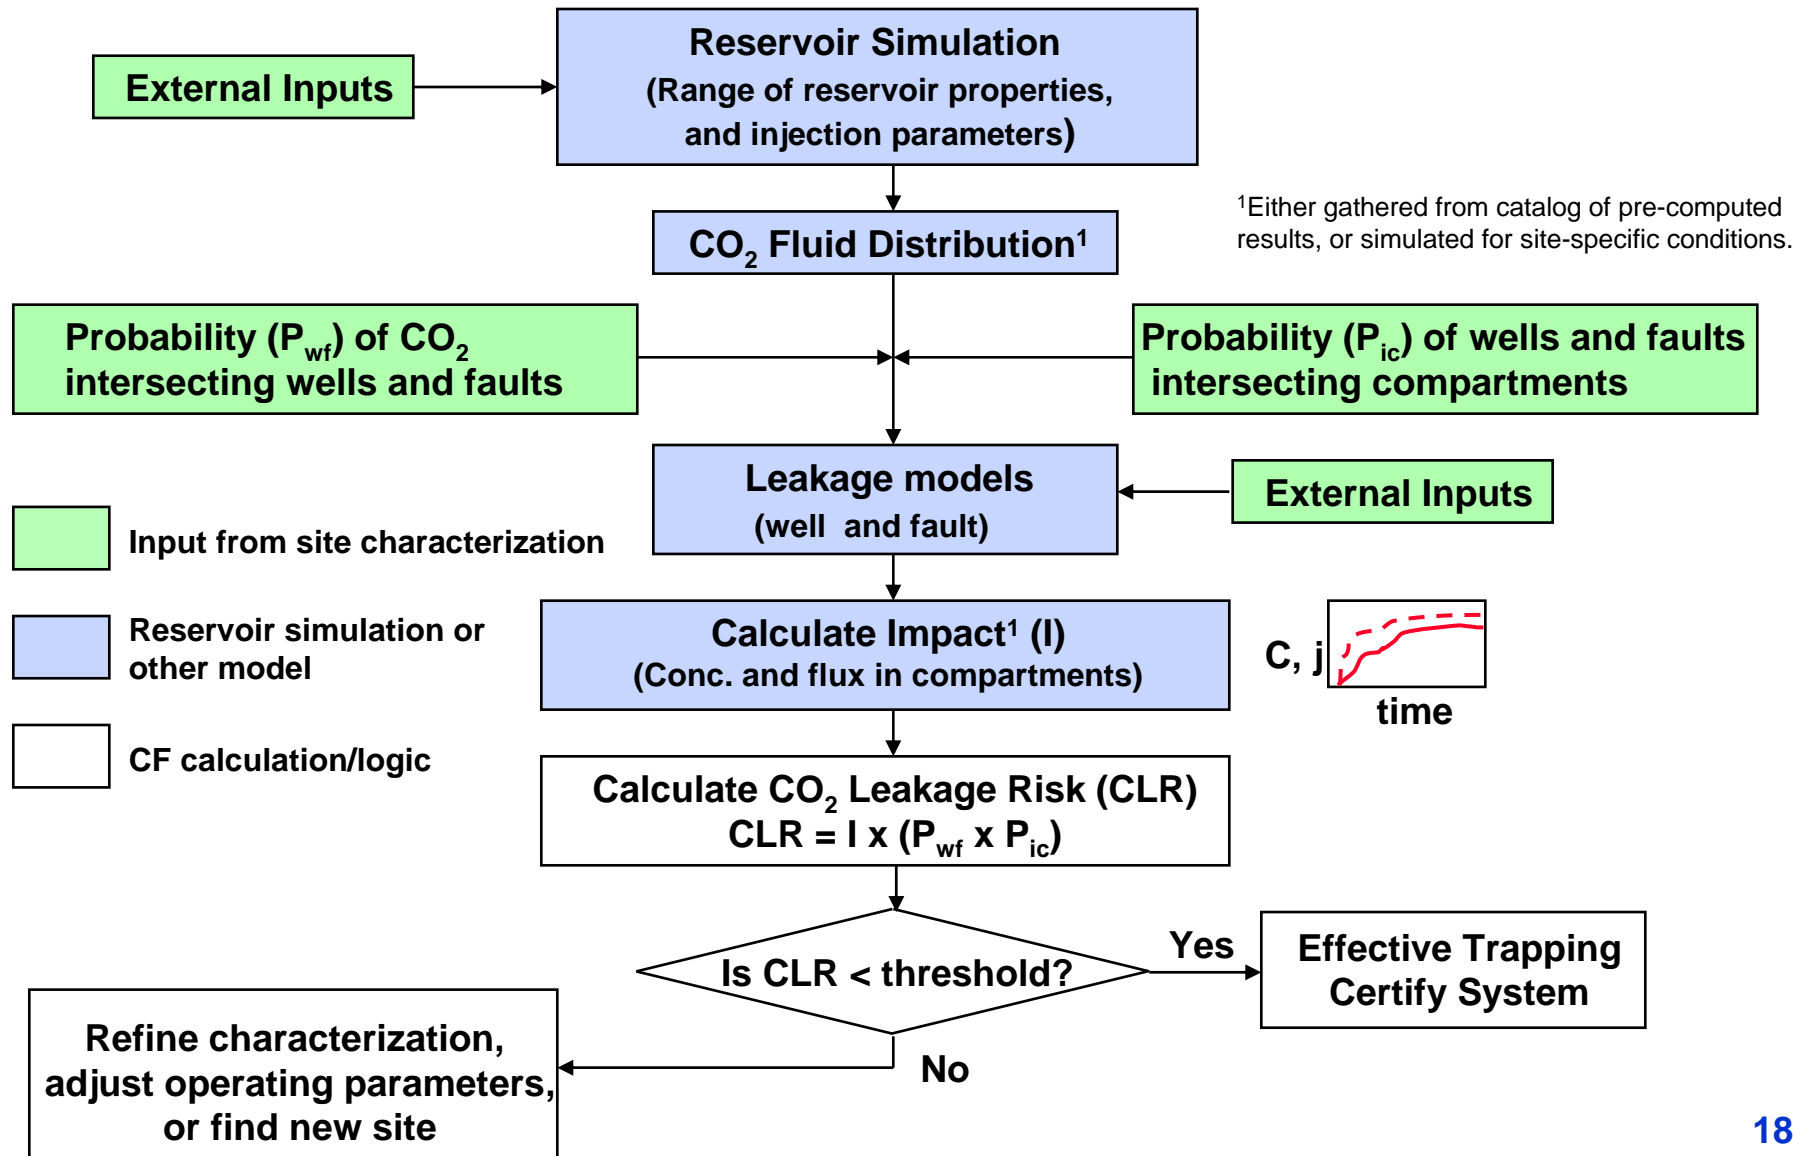 Reservoir Simulation
(Range of reservoir properties,
and injection parameters)
External Inputs
CO₂ Fluid Distribution¹
¹Either gathered from catalog of pre-computed
results, or simulated for site-specific conditions.
Probability (P_wf) of CO₂
intersecting wells and faults
Probability (P_ic) of wells and faults
intersecting compartments
Leakage models
(well and fault)
External Inputs
Input from site characterization
Reservoir simulation or
other model
CF calculation/logic
Calculate Impact¹ (I)
(Conc. and flux in compartments)
C, j
time
Calculate CO₂ Leakage Risk (CLR)
CLR = I x (P_wf x P_ic)
Is CLR < threshold?
Yes
Effective Trapping
Certify System
No
Refine characterization,
adjust operating parameters,
or find new site
18